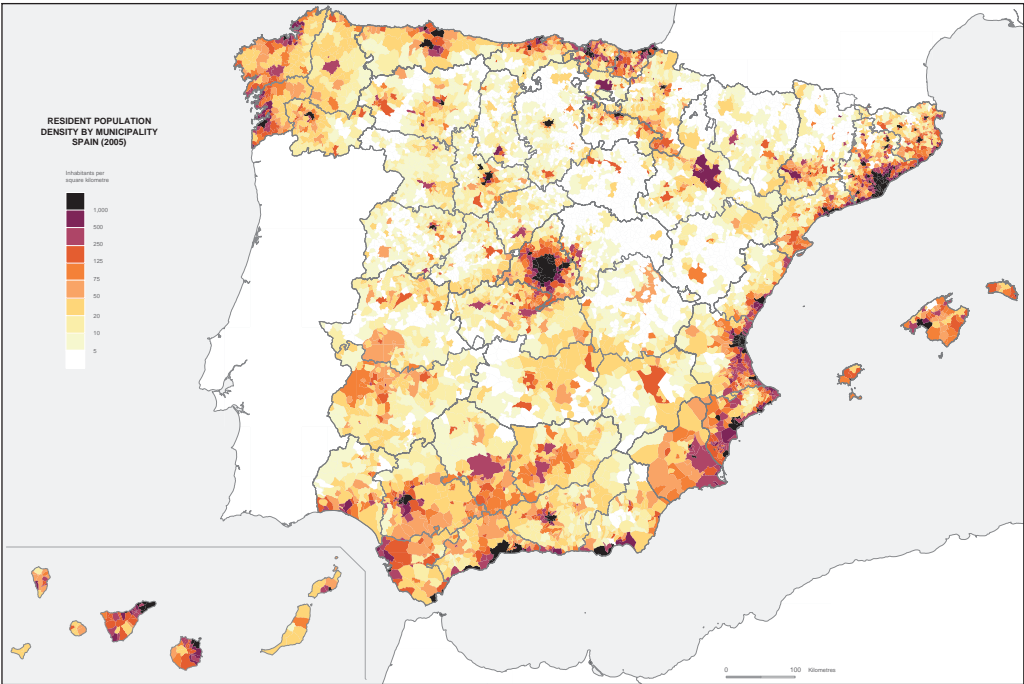 RESIDENT POPULATION
DENSITY BY MUNICIPALITY
SPAIN (2005)
Inhabitants per
square kilometre
1,000
500
250
125
75
50
20
10
5
0 100 Kilometres